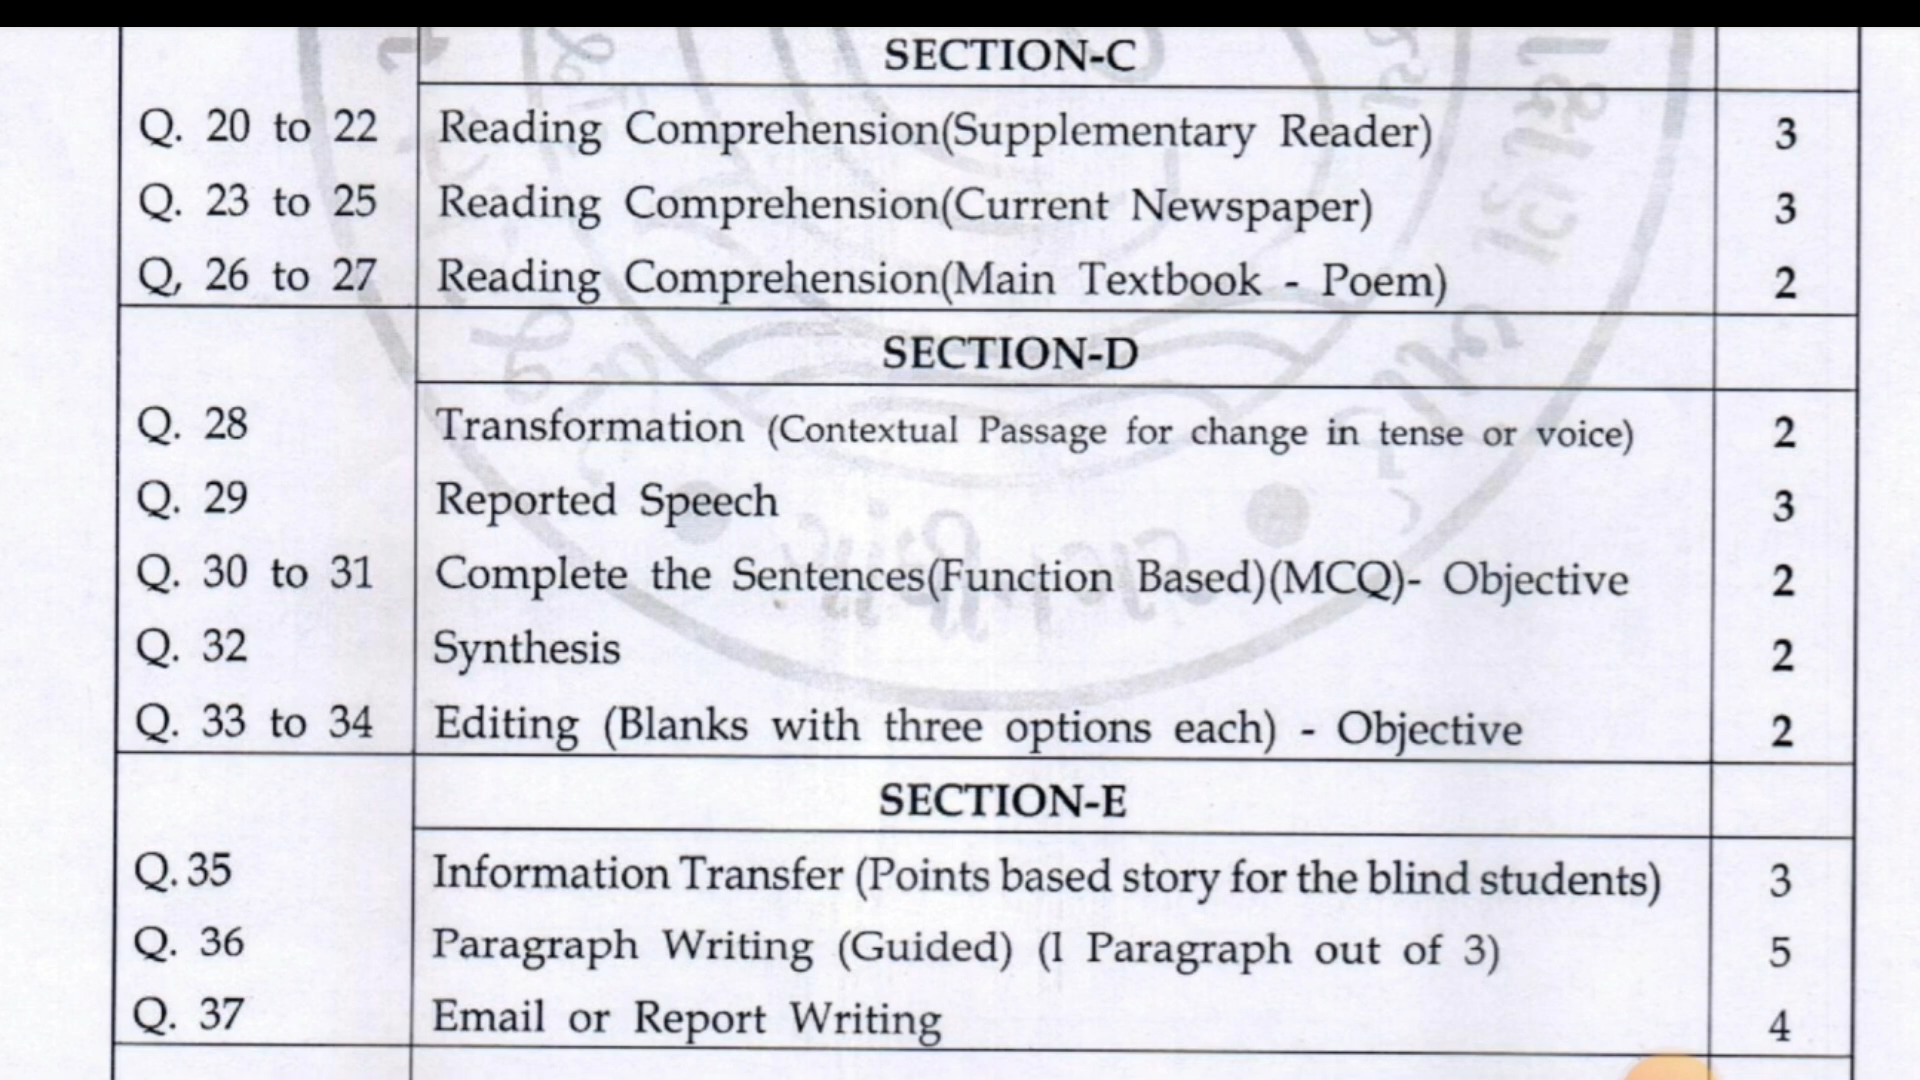 SECTION-C
Q. 20 to 22 Reading Comprehension(Supplementary Reader) 3
Q. 23 to 25 Reading Comprehension(Current Newspaper) 3
Q, 26 to 27 Reading Comprehension(Main Textbook - Poem) 2
SECTION-D
Q. 28 Transformation (Contextual Passage for change in tense or voice) 2
Q. 29 Reported Speech 3
Q. 30 to 31 Complete the Sentences(Function Based)(MCQ)- Objective 2
Q. 32 Synthesis 2
Q. 33 to 34 Editing (Blanks with three options each) - Objective 2
SECTION-E
Q.35 Information Transfer (Points based story for the blind students) 3
Q. 36 Paragraph Writing (Guided) (I Paragraph out of 3) 5
Q. 37 Email or Report Writing 4